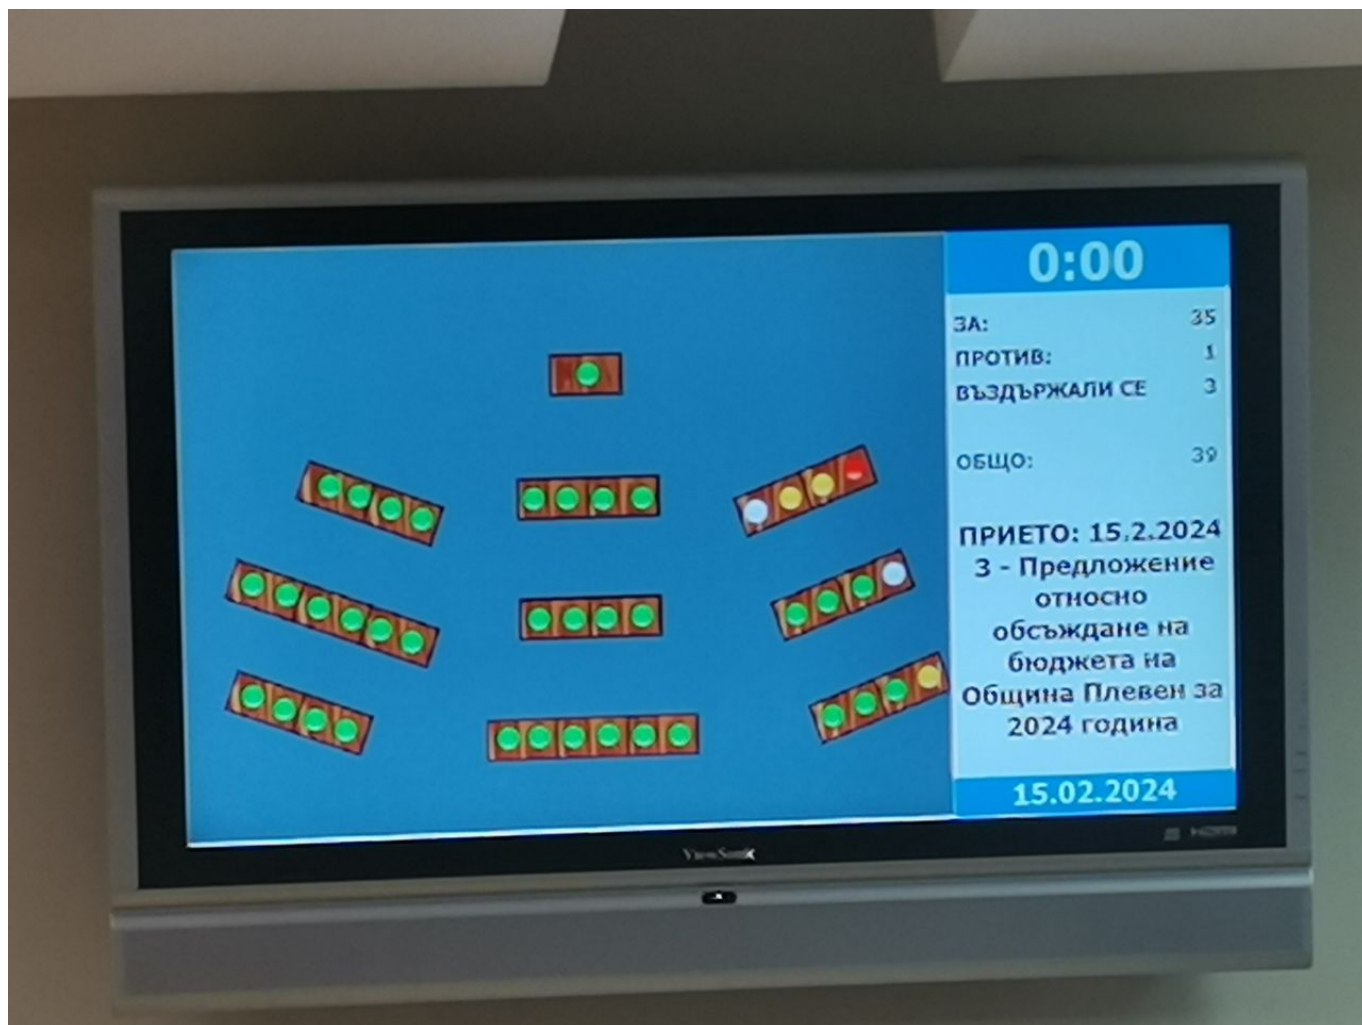 0:00
ЗА: 35
ПРОТИВ: 1
ВЪЗДЪРЖАЛИ СЕ 3
ОБЩО: 39
ПРИЕТО: 15.2.2024
3 - Предложение
относно
обсъждане на
бюджета на
Община Плевен за
2024 година
15.02.2024
ViewSonic
HDMI